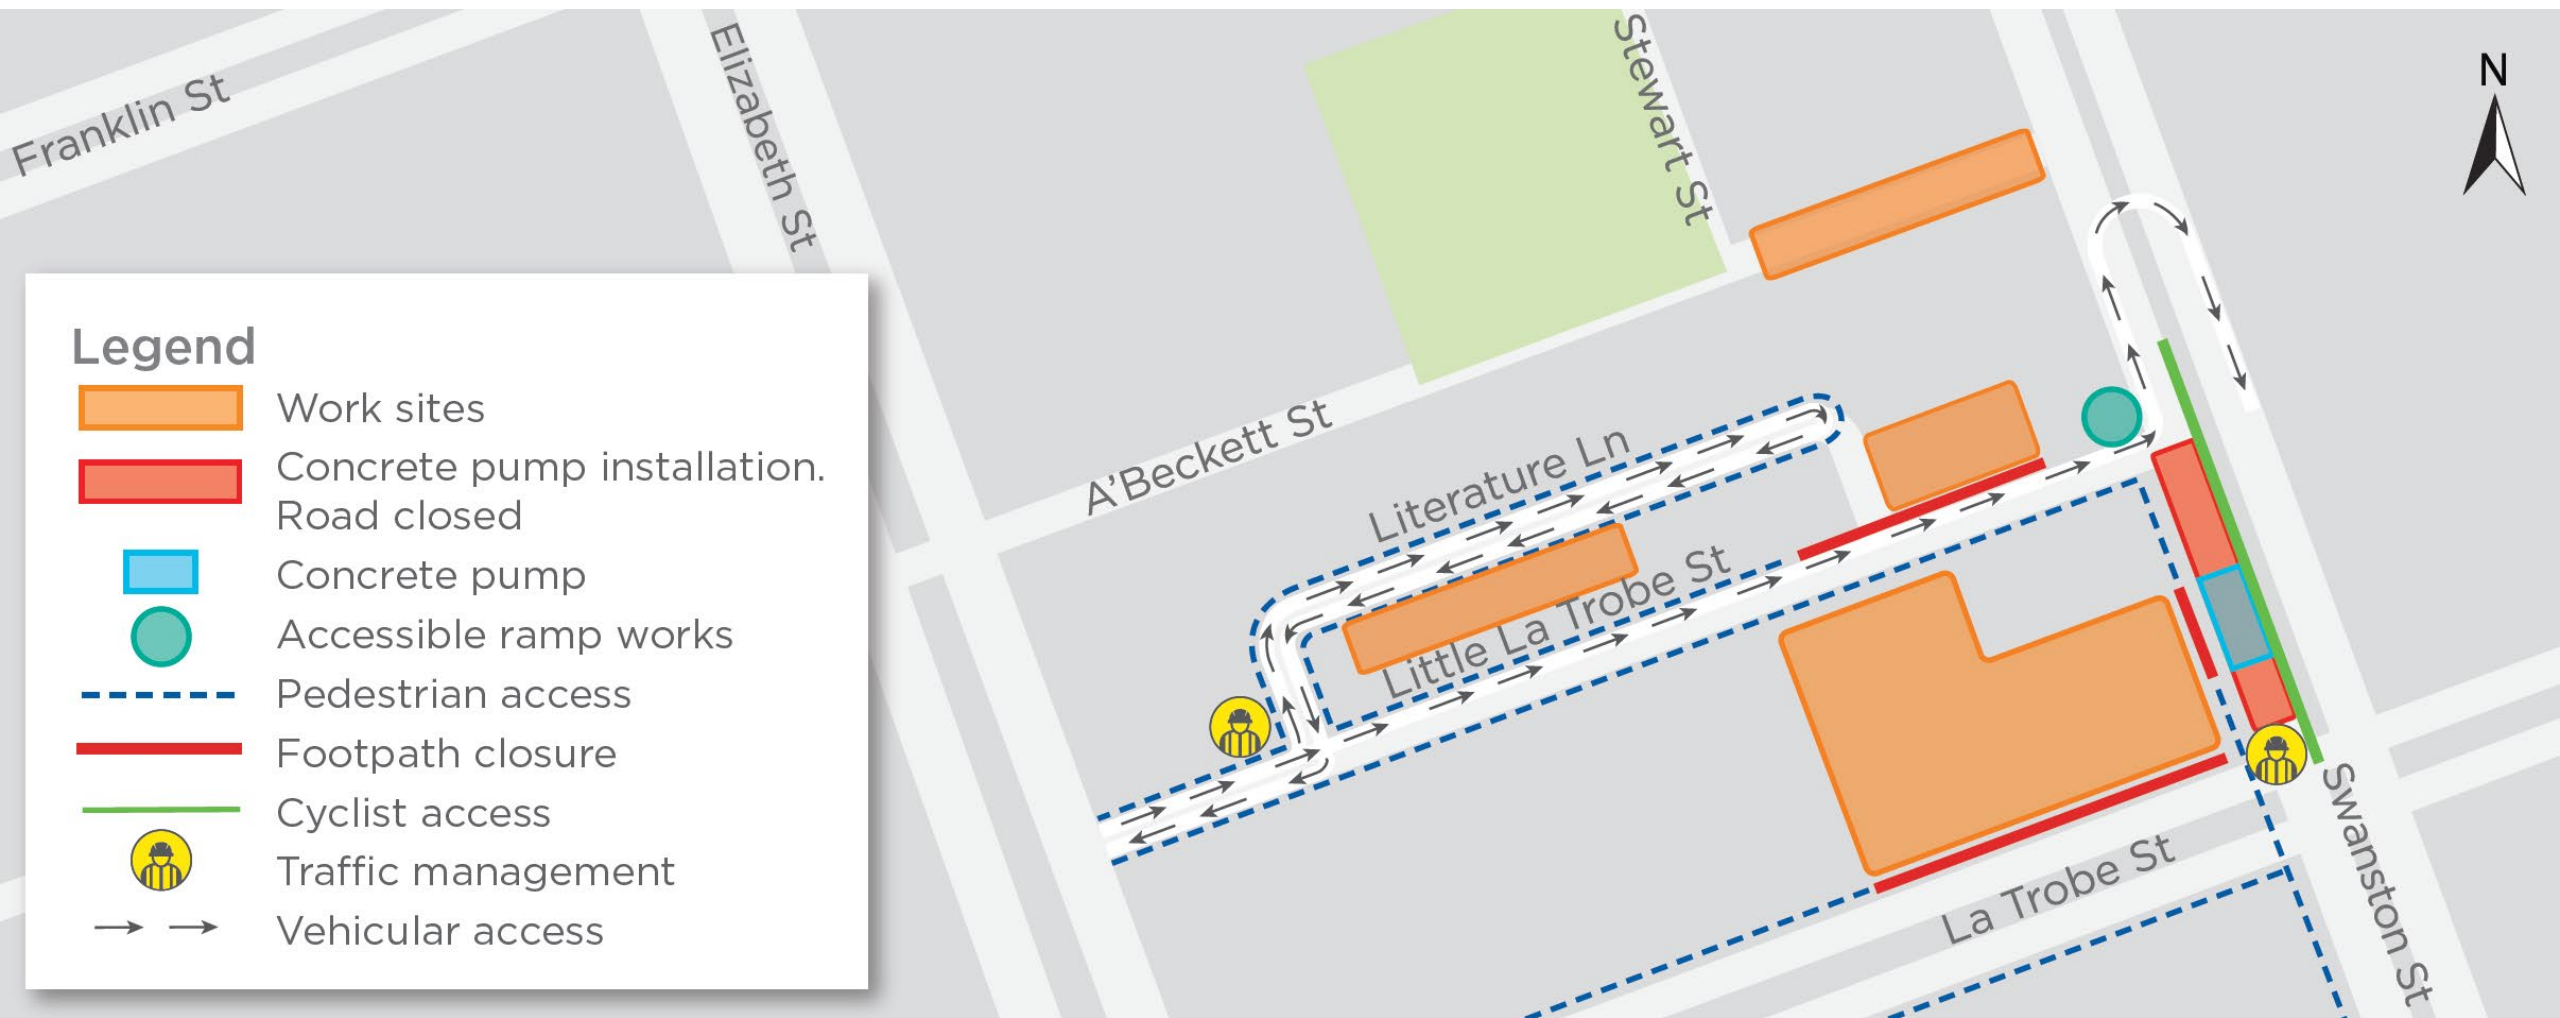 Franklin St
Elizabeth St
Stewart St
N
A'Beckett St
Literature Ln
Little La Trobe St
La Trobe St
Swanston St
Legend
Work sites
Concrete pump installation.
Road closed
Concrete pump
Accessible ramp works
Pedestrian access
Footpath closure
Cyclist access
Traffic management
Vehicular access